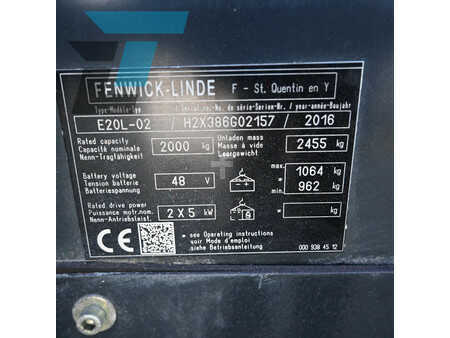 FENWICK-LINDE F - St. Quentin en Y
Type-Modèle-Typ / Serial-No. - no de série-Serien-Nr. / year-année-Baujahr
E20L-02 / H2X386G02157 / 2016
Rated capacity
Capacité nominale
Nenn-Tragfähigkeit
2000 kg
Unladen mass
Masse à vide
Leergewicht
2455 kg
Battery voltage
Tension batterie
Batteriespannung
48 V
max.
*
min.
1064 kg
962 kg
Rated drive power
Puissance motr.nom.
Nenn-Antriebsleist.
2 X 5 kW
* kg
CE
* see Operating instructions
voir Mode d'emploi
siehe Betriebsanleitung
000 938 45 12